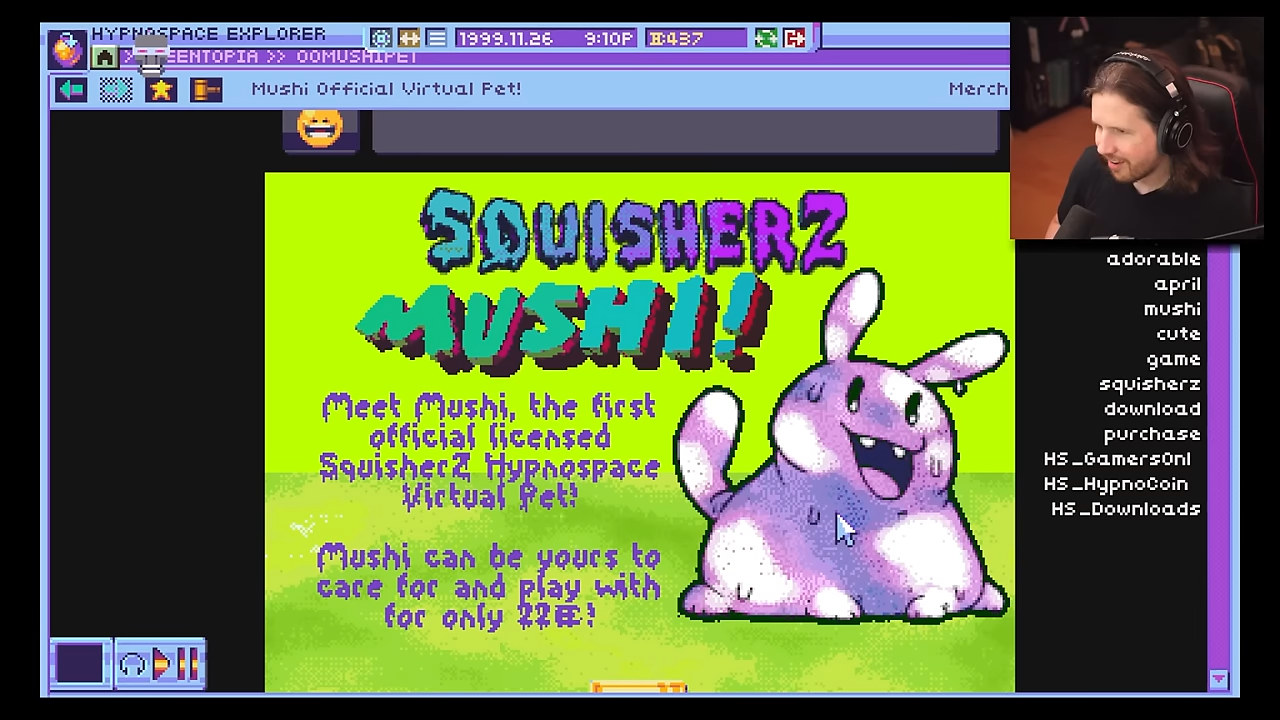 HYPNOSPACE EXPLORER
1999.11.26 9:10P 437
EENTOPIA >> 00MUSHIPET
Mushi Official Virtual Pet! Merch
SQUISHERZ
MUSHI!
Meet Mushi, the first
official licensed
SquisherZ Hypnospace
Virtual Pet!
Mushi can be yours to
care for and play with
for only 22 !
adorable
april
mushi
cute
game
squisherz
download
purchase
HS_GamersOnl
HS_HypnoCoin
HS_Downloads